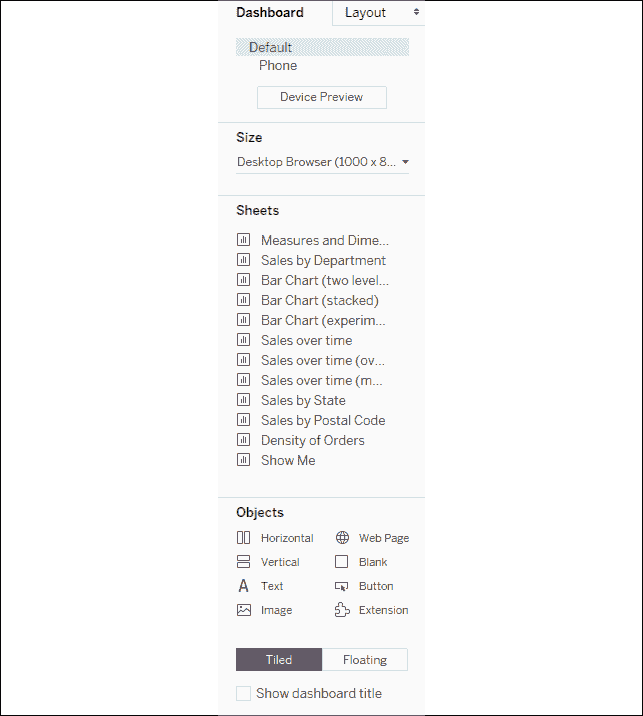 Dashboard Layout
Default
Phone
Device Preview
Size
Desktop Browser (1000 x 8...
Sheets
Measures and Dime...
Sales by Department
Bar Chart (two level...
Bar Chart (stacked)
Bar Chart (experim...
Sales over time
Sales over time (ov...
Sales over time (m...
Sales by State
Sales by Postal Code
Density of Orders
Show Me
Objects
Horizontal Web Page
Vertical Blank
Text Button
Image Extension
Tiled Floating
Show dashboard title